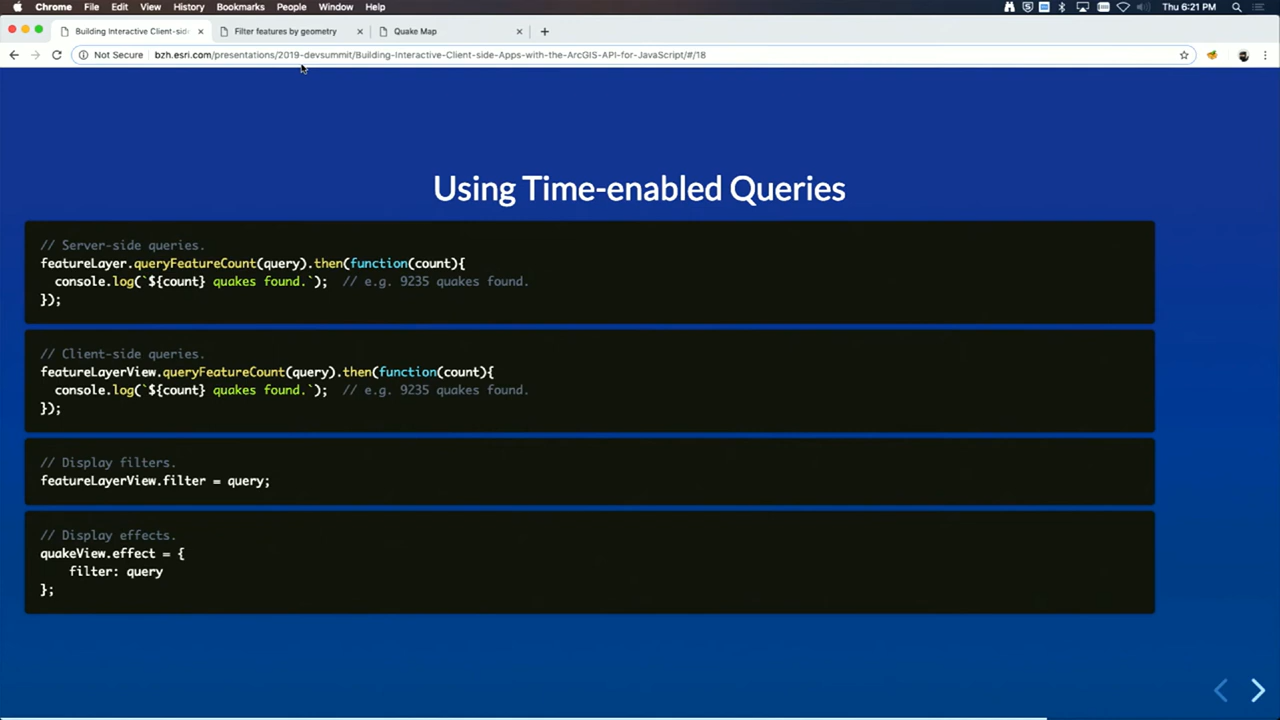 Chrome File Edit View History Bookmarks People Window Help Thu 6:21 PM
Building Interactive Client-sid Filter features by geometry Quake Map
Not Secure bzh.esri.com/presentations/2019-devsummit/Building-Interactive-Client-side-Apps-with-the-ArcGIS-API-for-JavaScript/#/18
Using Time-enabled Queries
// Server-side queries.
featureLayer.queryFeatureCount(query).then(function(count){
console.log(`${count} quakes found.`); // e.g. 9235 quakes found.
});
// Client-side queries.
featureLayerView.queryFeatureCount(query).then(function(count){
console.log(`${count} quakes found.`); // e.g. 9235 quakes found.
});
// Display filters.
featureLayerView.filter = query;
// Display effects.
quakeView.effect = {
filter: query
};